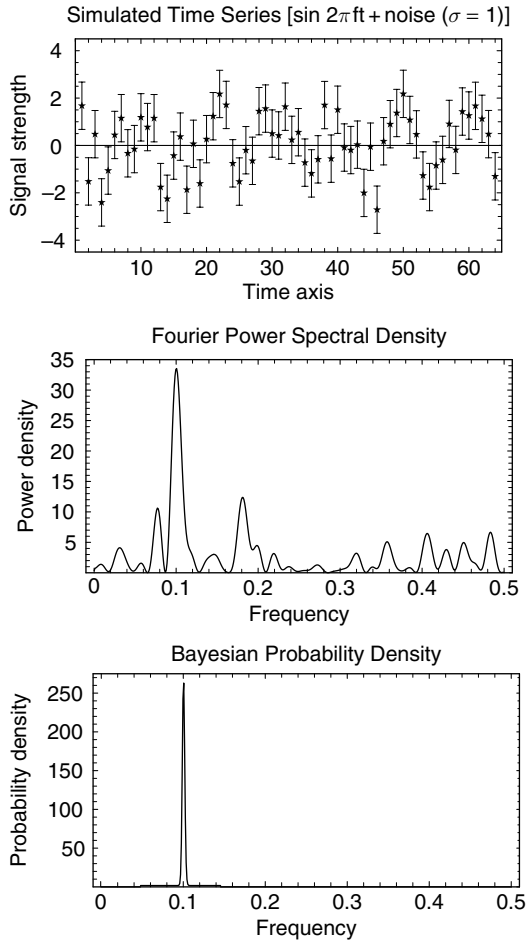 Simulated Time Series [sin 2πft + noise (σ = 1)]
4
2
0
−2
−4
Signal strength
10 20 30 40 50 60
Time axis
Fourier Power Spectral Density
35
30
25
20
15
10
5
Power density
0 0.1 0.2 0.3 0.4 0.5
Frequency
Bayesian Probability Density
250
200
150
100
50
Probability density
0 0.1 0.2 0.3 0.4 0.5
Frequency